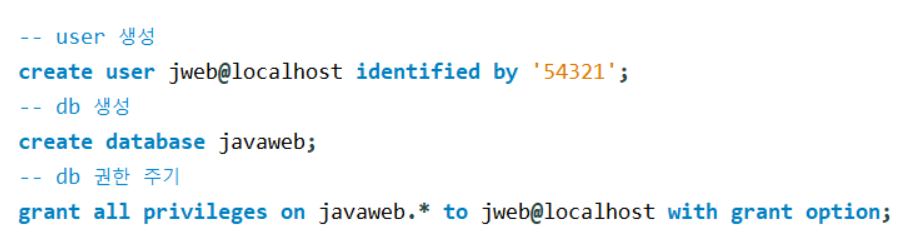 -- user 생성
create user jweb@localhost identified by '54321';
-- db 생성
create database javaweb;
-- db 권한 주기
grant all privileges on javaweb.* to jweb@localhost with grant option;